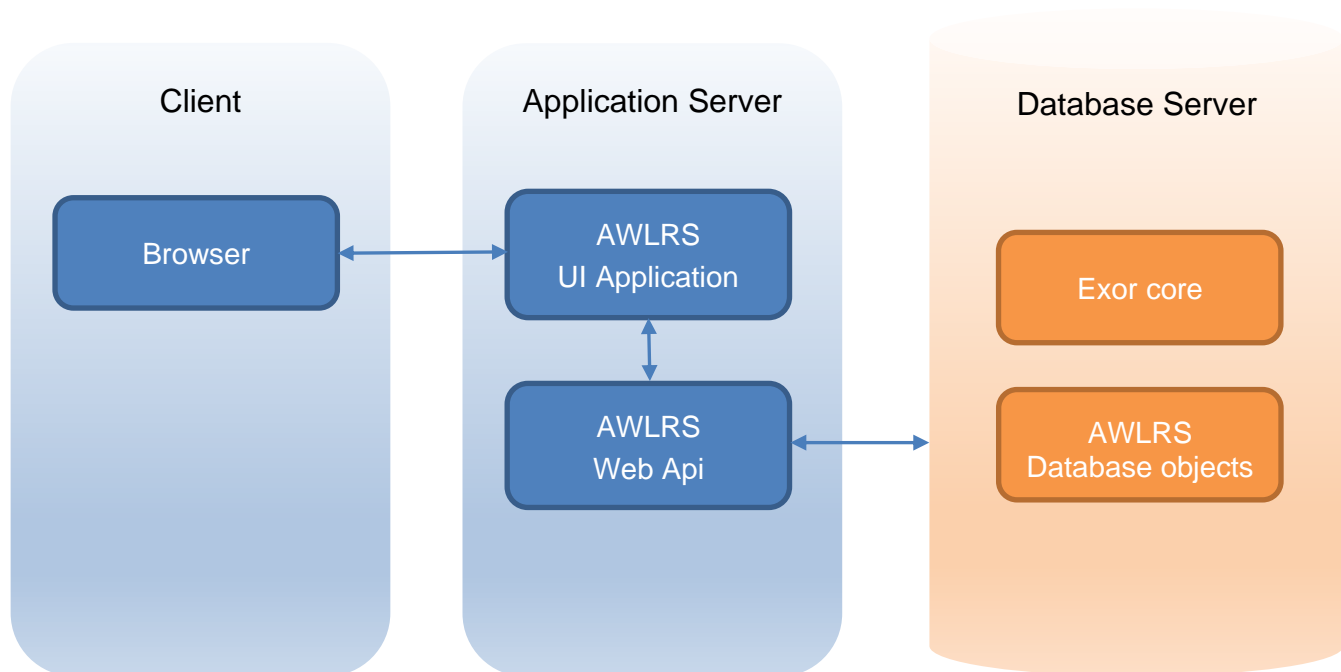 Client
Browser
Application Server
AWLRS
UI Application
AWLRS
Web Api
Database Server
Exor core
AWLRS
Database objects